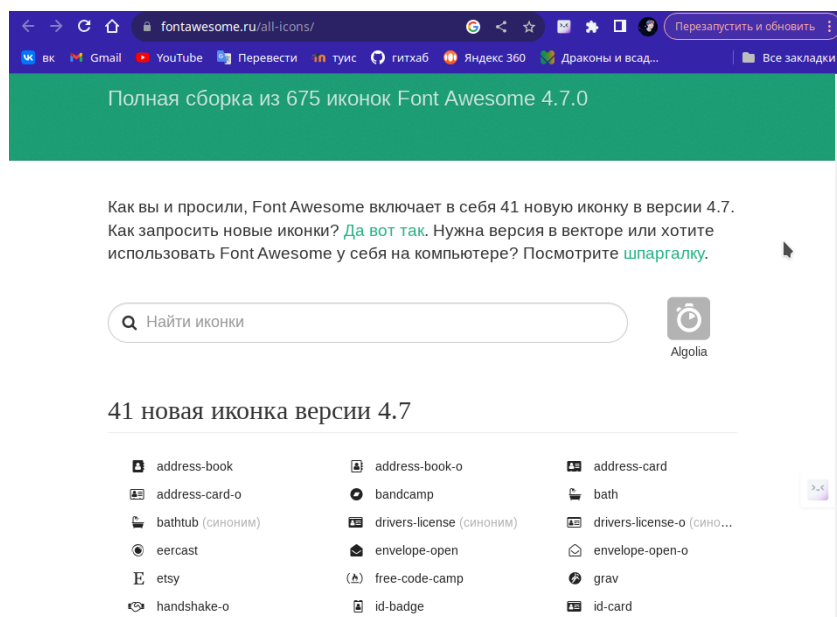 fontawesome.ru/all-icons/
Перезапустить и обновить
вк Gmail YouTube Перевести туис гитхаб Яндекс 360 Драконы и всад... Все закладки
Полная сборка из 675 иконок Font Awesome 4.7.0
Как вы и просили, Font Awesome включает в себя 41 новую иконку в версии 4.7.
Как запросить новые иконки? Да вот так. Нужна версия в векторе или хотите
использовать Font Awesome у себя на компьютере? Посмотрите шпаргалку.
Найти иконки
Algolia
41 новая иконка версии 4.7
address-book address-book-o address-card
address-card-o bandcamp bath
bathtub (синоним) drivers-license (синоним) drivers-license-o (сино...
eercast envelope-open envelope-open-o
etsy free-code-camp grav
handshake-o id-badge id-card